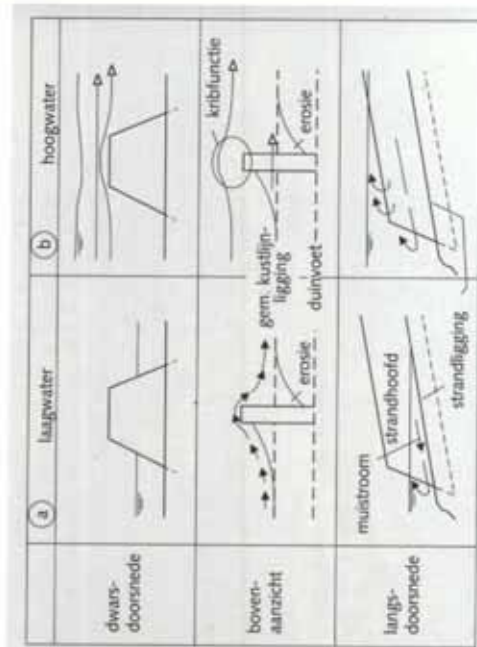 a
laagwater
b
hoogwater
dwars-
doorsnede
boven-
aanzicht
erosie
gem. kustlijn-
ligging
duinvoet
kribfunctie
erosie
langs-
doorsnede
muistroom
strandhoofd
strandligging